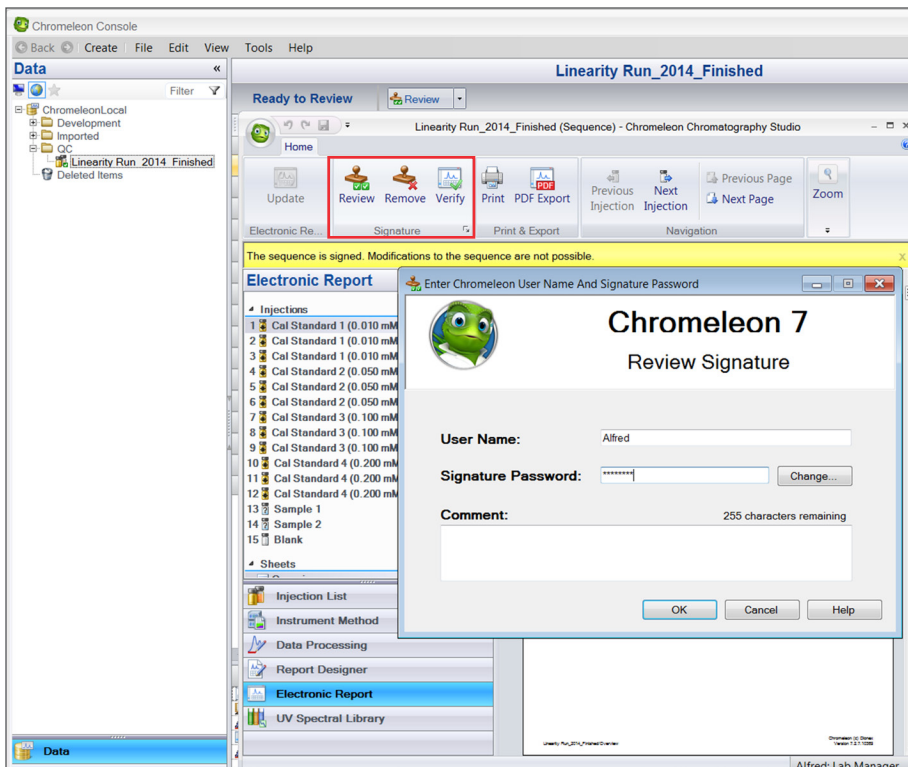 Chromeleon Console
Back Create File Edit View Tools Help
Data «
Filter
ChromeleonLocal
Development
Imported
QC
Linearity Run_2014_Finished
Deleted Items
Linearity Run_2014_Finished
Ready to Review Review
Linearity Run_2014_Finished (Sequence) - Chromeleon Chromatography Studio
Home
Update
Review
Remove
Verify
Print
PDF
PDF Export
Previous Injection
Next Injection
Previous Page
Next Page
Zoom
Electronic Re...
Signature
Print & Export
Navigation
The sequence is signed. Modifications to the sequence are not possible. x
Electronic Report
Injections
1 Cal Standard 1 (0.010 mM
2 Cal Standard 1 (0.010 mM
3 Cal Standard 1 (0.010 mM
4 Cal Standard 2 (0.050 mM
5 Cal Standard 2 (0.050 mM
6 Cal Standard 2 (0.050 mM
7 Cal Standard 3 (0.100 mM
8 Cal Standard 3 (0.100 mM
9 Cal Standard 3 (0.100 mM
10 Cal Standard 4 (0.200 mM
11 Cal Standard 4 (0.200 mM
12 Cal Standard 4 (0.200 mM
13 Sample 1
14 Sample 2
15 Blank
Sheets
Injection List
Instrument Method
Data Processing
Report Designer
Electronic Report
UV Spectral Library
Data
Enter Chromeleon User Name And Signature Password
Chromeleon 7
Review Signature
User Name: Alfred
Signature Password: ******** Change...
Comment: 255 characters remaining
OK Cancel Help
Linearity Run_2014_Finished/Overview
Chromeleon (c) Dionex
Alfred: Lab Manager